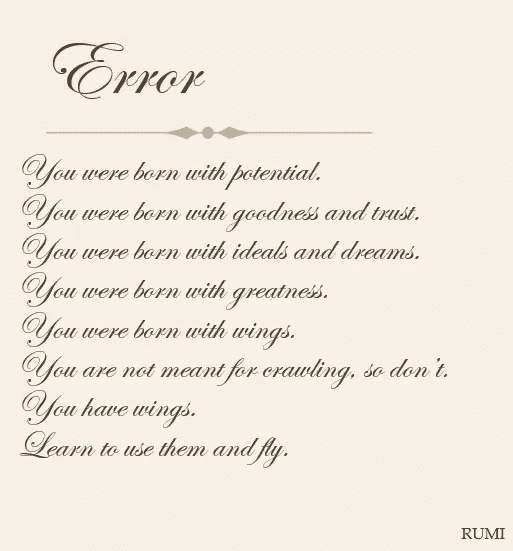 Error
You were born with potential.
You were born with goodness and trust.
You were born with ideals and dreams.
You were born with greatness.
You were born with wings.
You are not meant for crawling, so don't.
You have wings.
Learn to use them and fly.
RUMI